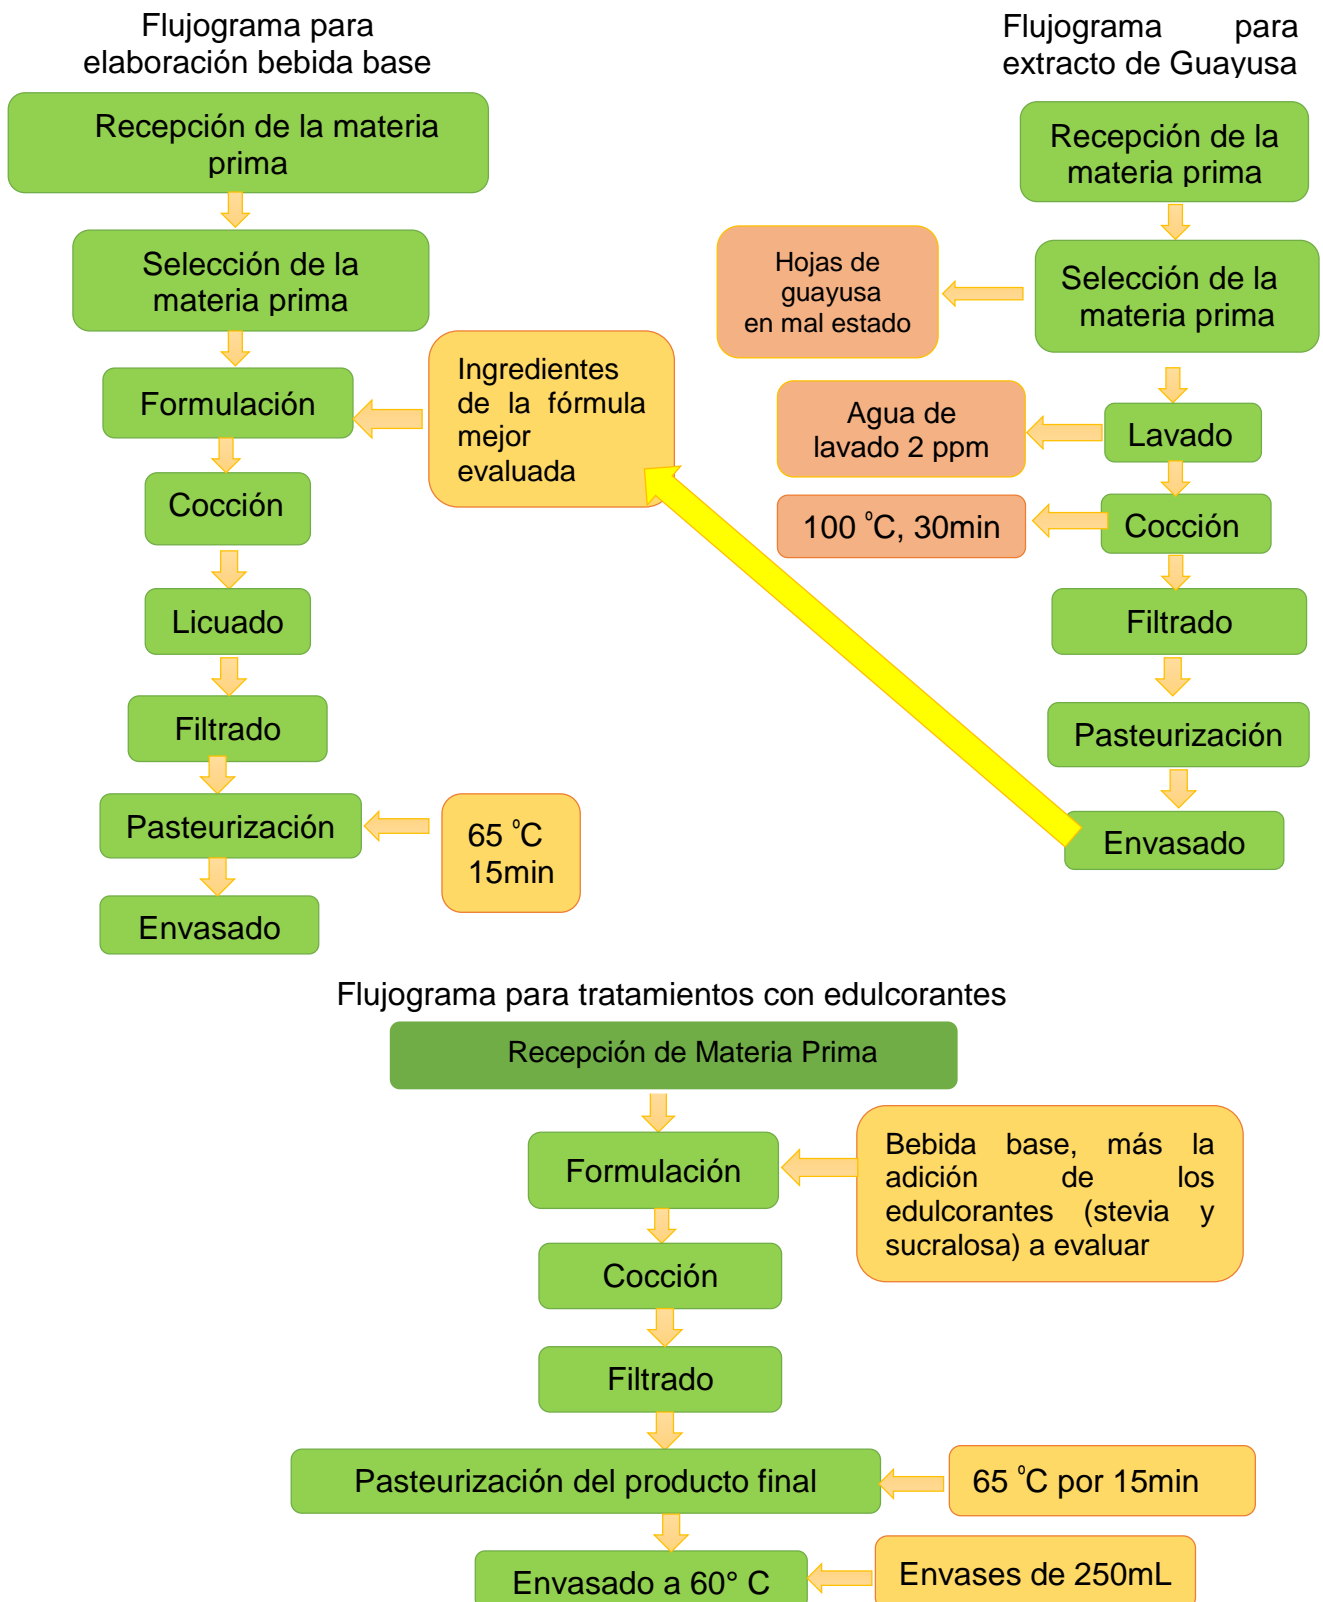 Flujograma para
elaboración bebida base
Recepción de la materia
prima
Selección de la
materia prima
Formulación
Ingredientes
de la fórmula
mejor
evaluada
Cocción
Licuado
Filtrado
Pasteurización
65 °C
15min
Envasado
Flujograma para
extracto de Guayusa
Recepción de la
materia prima
Selección de la
materia prima
Hojas de
guayusa
en mal estado
Lavado
Agua de
lavado 2 ppm
Cocción
100 °C, 30min
Filtrado
Pasteurización
Envasado
Flujograma para tratamientos con edulcorantes
Recepción de Materia Prima
Formulación
Bebida base, más la
adición de los
edulcorantes (stevia y
sucralosa) a evaluar
Cocción
Filtrado
Pasteurización del producto final
65 °C por 15min
Envasado a 60° C
Envases de 250mL